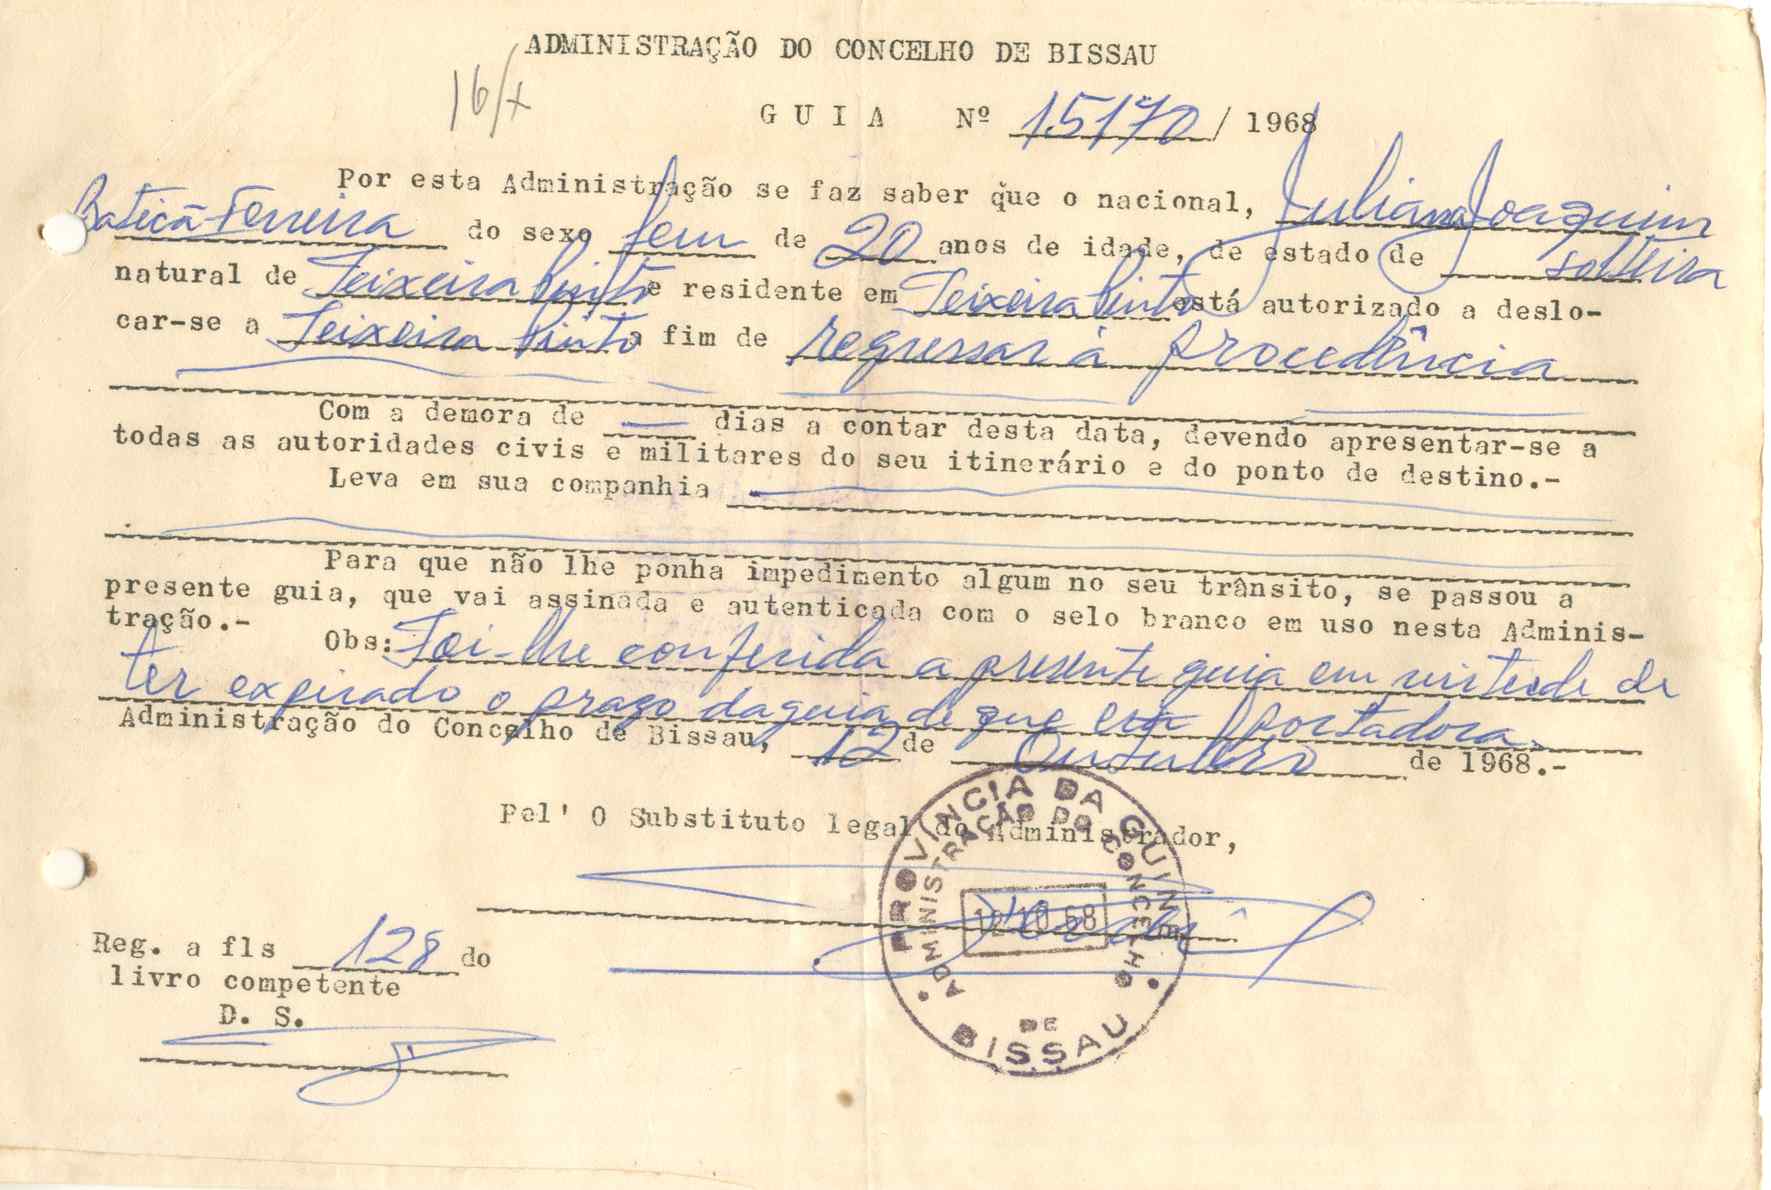 ADMINISTRAÇÃO DO CONCELHO DE BISSAU
16/x
GUIA Nº 15170/ 1968
Por esta Administração se faz saber que o nacional, Juliana Joaquim
Baticã Ferreira do sexo fem de 20 anos de idade, de estado de solteira
natural de Teixeira Pinto e residente em Teixeira Pinto está autorizado a deslo-
car-se a Teixeira Pinto a fim de regressar à procedência
Com a demora de — dias a contar desta data, devendo apresentar-se a
todas as autoridades civis e militares do seu itinerário e do ponto de destino.-
Leva em sua companhia
Para que não lhe ponha impedimento algum no seu trânsito, se passou a
presente guia, que vai assinada e autenticada com o selo branco em uso nesta Adminis-
tração.-
Obs: Foi-lhe conferida a presente guia em virtude de
ter expirado o prazo da guia de que era portadora.
Administração do Concelho de Bissau, 12 de Outubro de 1968.-
Pel' O Substituto legal do Administrador,
PROVÍNCIA DA GUINÉ
ADMINISTRAÇÃO DO CONCELHO
12.10.68
DE
BISSAU
Reg. a fls 128 do
livro competente
D. S.